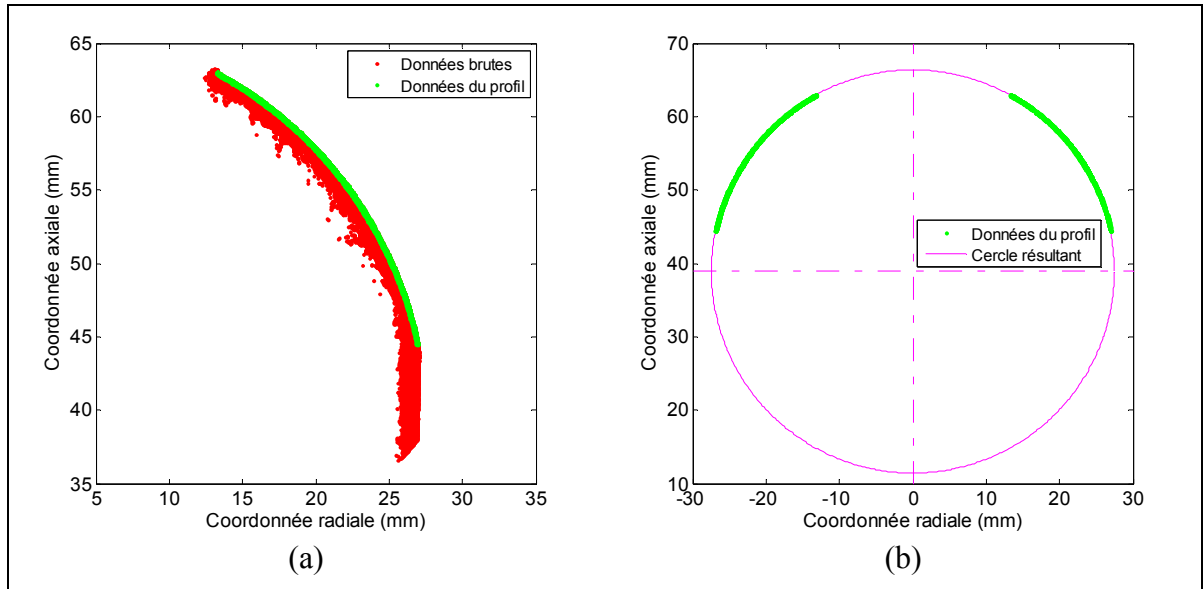 65
60
55
50
45
40
35
5
10
15
20
25
30
35
Coordonnée axiale (mm)
Coordonnée radiale (mm)
Données brutes
Données du profil
(a)
70
60
50
40
30
20
10
-30
-20
-10
0
10
20
30
Coordonnée axiale (mm)
Coordonnée radiale (mm)
Données du profil
Cercle résultant
(b)